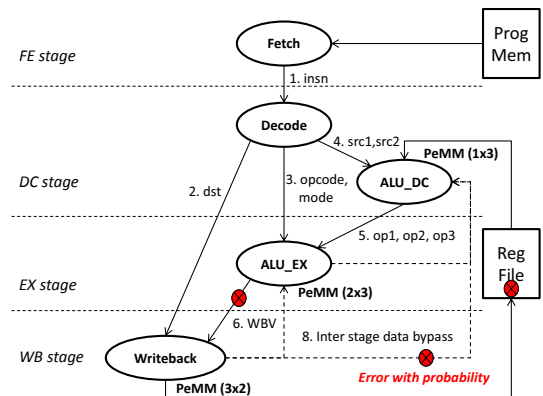 Fetch
Prog
Mem
FE stage
1. insn
Decode
4. src1,src2
PeMM (1x3)
DC stage
2. dst
3. opcode,
mode
ALU_DC
5. op1, op2, op3
Reg
File
ALU_EX
EX stage
PeMM (2x3)
6. WBV
8. Inter stage data bypass
WB stage
Writeback
Error with probability
PeMM (3x2)